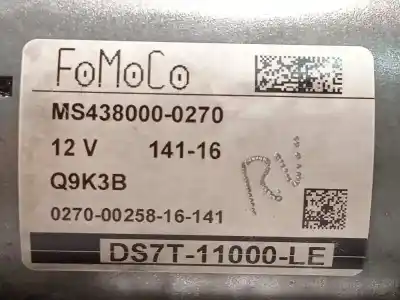 FoMoCo
MS438000-0270
12 V 141-16
Q9K3B
0270-00258-16-141
DS7T-11000-LE